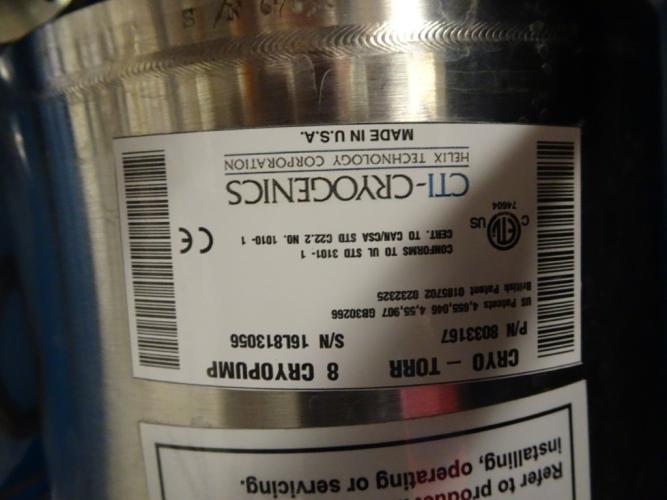 CRYO - TORR 8 CRYOPUMP
P/N 8033167 S/N 16L813056
US Patents 4,655,046 4,55,907 GB30266
British Patent 0185702 0232325
CONFORMS TO UL STD 3101-1
CERT. TO CAN/CSA STD C22.2 NO. 1010-1
C ETL US
74604
CE
CTI-CRYOGENICS
HELIX TECHNOLOGY CORPORATION
MADE IN U.S.A.
Refer to
installing, operating or servicing.
S/N